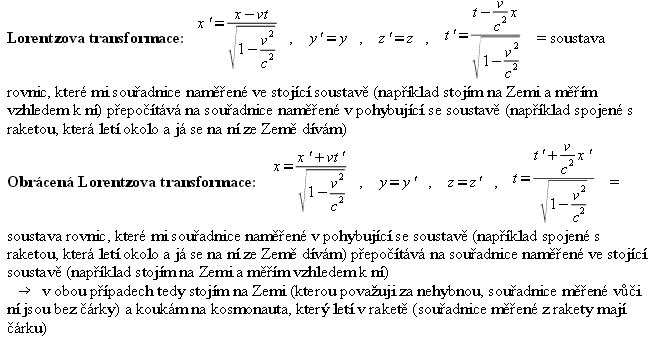 Lorentzova transformace: x' = \frac{x - vt}{\sqrt{1 - \frac{v^2}{c^2}}} , y' = y , z' = z , t' = \frac{t - \frac{v}{c^2} x}{\sqrt{1 - \frac{v^2}{c^2}}} = soustava
rovnic, které mi souřadnice naměřené ve stojící soustavě (například stojím na Zemi a měřím
vzhledem k ní) přepočítává na souřadnice naměřené v pohybující se soustavě (například spojené s
raketou, která letí okolo a já se na ní ze Země dívám)
Obrácená Lorentzova transformace: x = \frac{x' + vt'}{\sqrt{1 - \frac{v^2}{c^2}}} , y = y' , z = z' , t = \frac{t' + \frac{v}{c^2} x'}{\sqrt{1 - \frac{v^2}{c^2}}} =
soustava rovnic, které mi souřadnice naměřené v pohybující se soustavě (například spojené s
raketou, která letí okolo a já se na ní ze Země dívám) přepočítává na souřadnice naměřené ve stojící
soustavě (například stojím na Zemi a měřím vzhledem k ní)
→ v obou případech tedy stojím na Zemi (kterou považuji za nehybnou, souřadnice měřené vůči
ní jsou bez čárky) a koukám na kosmonauta, který letí v raketě (souřadnice měřené z rakety mají
čárku)